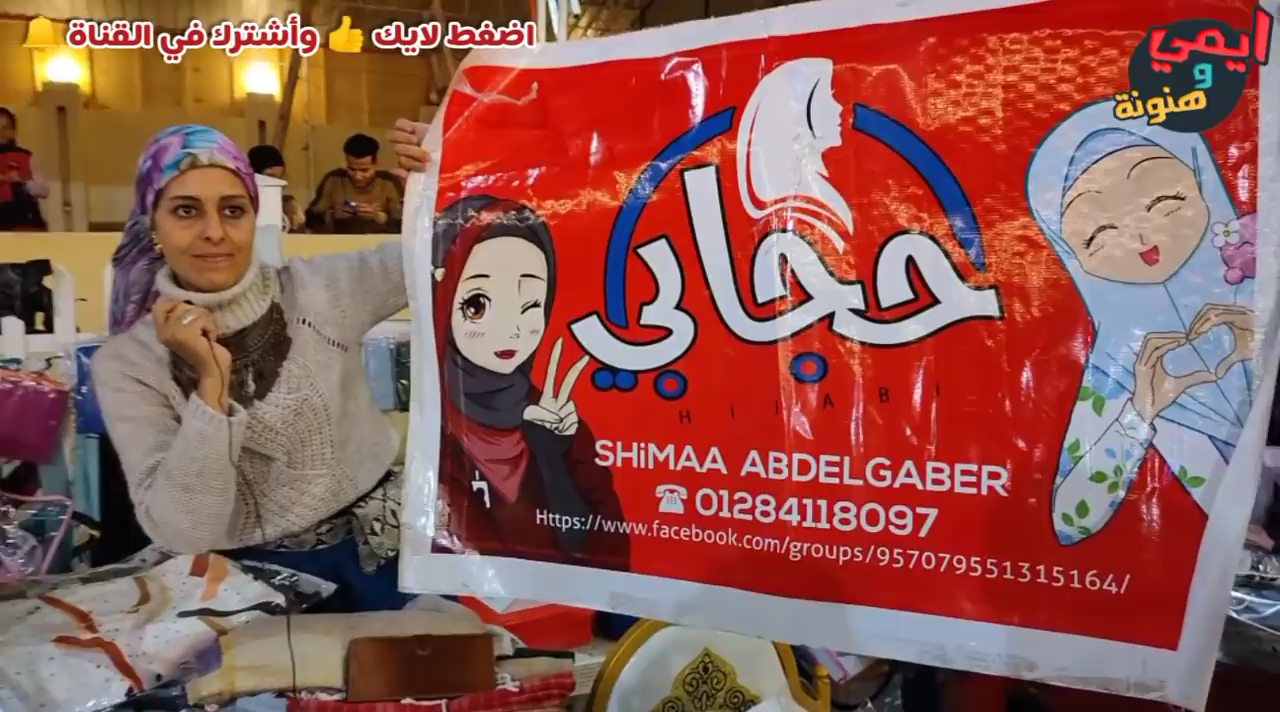 اضغط لايك 👍 وأشترك في القناة 🔔
ايمي
و
هنونة
حجابي
HIJABI
SHiMAA ABDELGABER
☎ 01284118097
Https://www.facebook.com/groups/957079551315164/